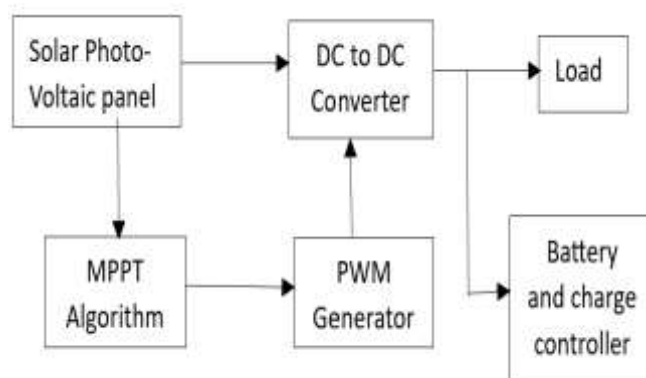 Solar Photo-
Voltaic panel
DC to DC
Converter
Load
MPPT
Algorithm
PWM
Generator
Battery
and charge
controller